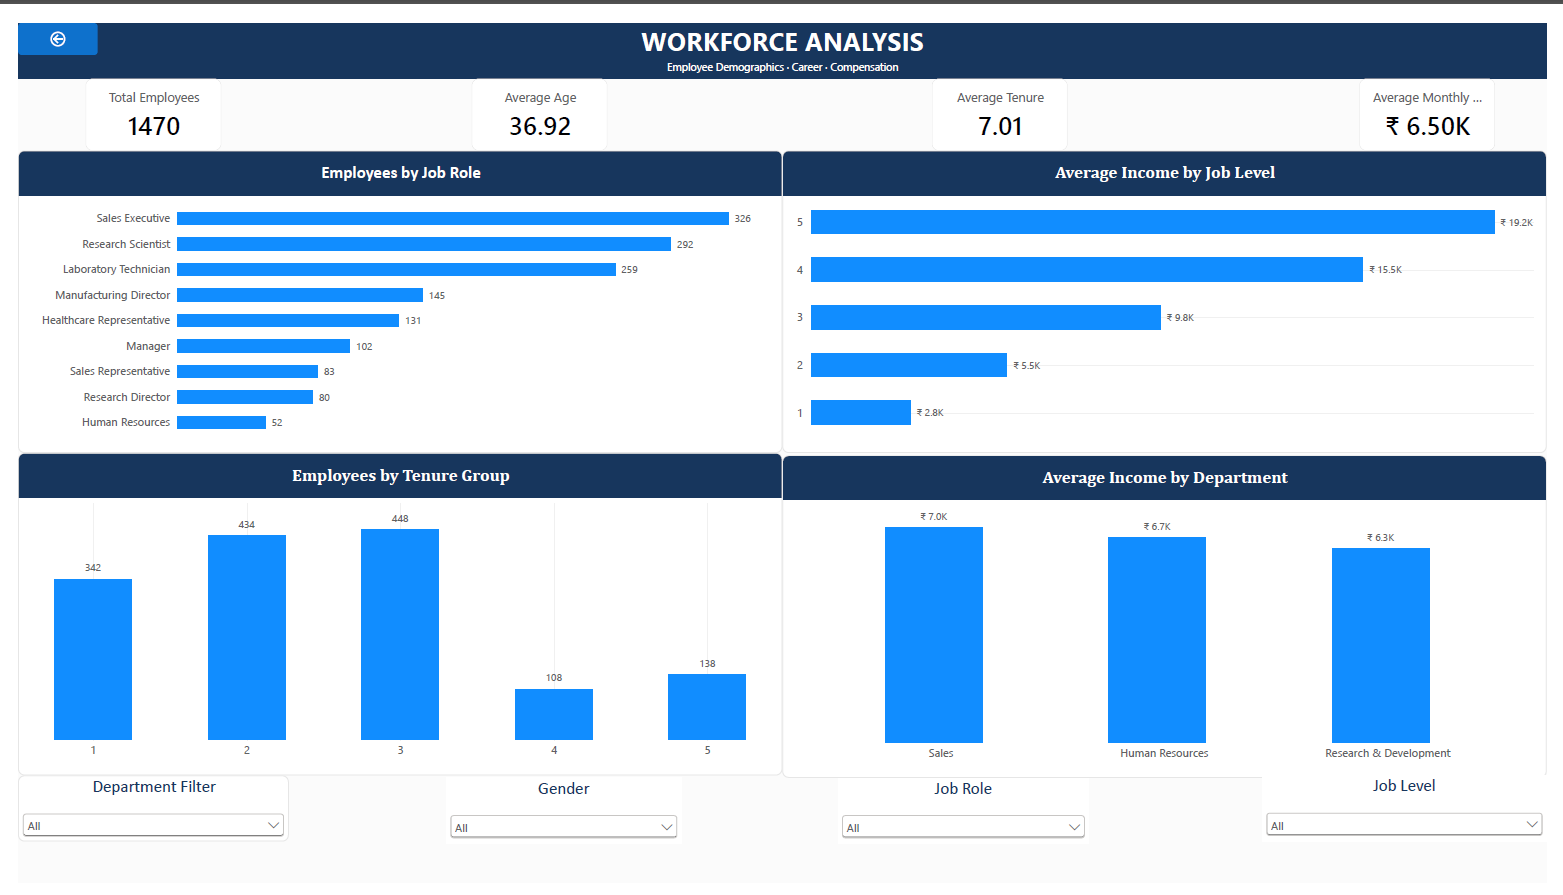 WORKFORCE ANALYSIS
Employee Demographics · Career · Compensation
Total Employees
1470
Average Age
36.92
Average Tenure
7.01
Average Monthly ...
₹ 6.50K
Employees by Job Role
Sales Executive 326
Research Scientist 292
Laboratory Technician 259
Manufacturing Director 145
Healthcare Representative 131
Manager 102
Sales Representative 83
Research Director 80
Human Resources 52
Average Income by Job Level
5 ₹ 19.2K
4 ₹ 15.5K
3 ₹ 9.8K
2 ₹ 5.5K
1 ₹ 2.8K
Employees by Tenure Group
342 434 448 108 138
1 2 3 4 5
Average Income by Department
₹ 7.0K ₹ 6.7K ₹ 6.3K
Sales Human Resources Research & Development
Department Filter
All
Gender
All
Job Role
All
Job Level
All